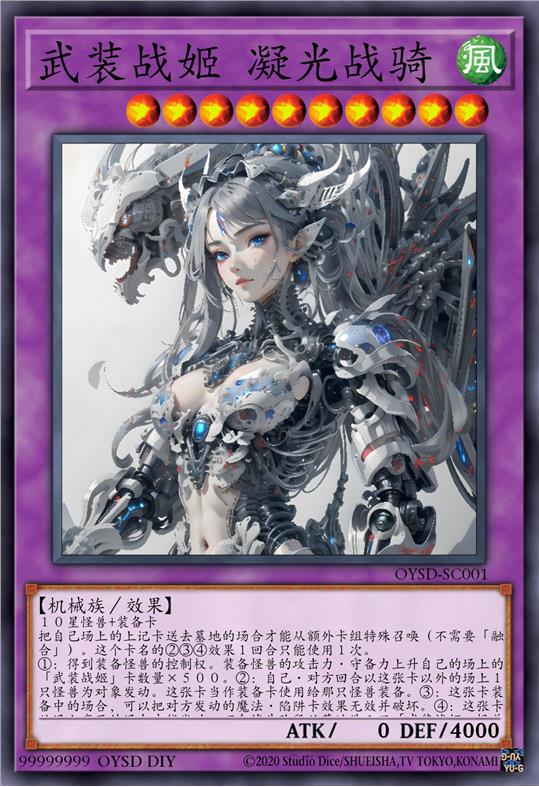 武装战姬 凝光战骑
風
OYSD-SC001
【机械族／效果】
１０星怪兽+装备卡
把自己场上的上记卡送去墓地的场合才能从额外卡组特殊召唤（不需要「融
合」）。这个卡名的②③④效果１回合只能使用１次。
①：得到装备怪兽的控制权。装备怪兽的攻击力·守备力上升自己的场上的
「武装战姬」卡数量×５００。②：自己·对方回合以这张卡以外的场上１
只怪兽为对象发动。这张卡当作装备卡使用给那只怪兽装备。③：这张卡装
备中的场合，可以把对方发动的魔法·陷阱卡效果无效并破坏。④：这张卡
ATK/ 0 DEF/4000
99999999 OYSD DIY ©2020 Studio Dice/SHUEISHA,TV TOKYO,KONAMI
YU-G